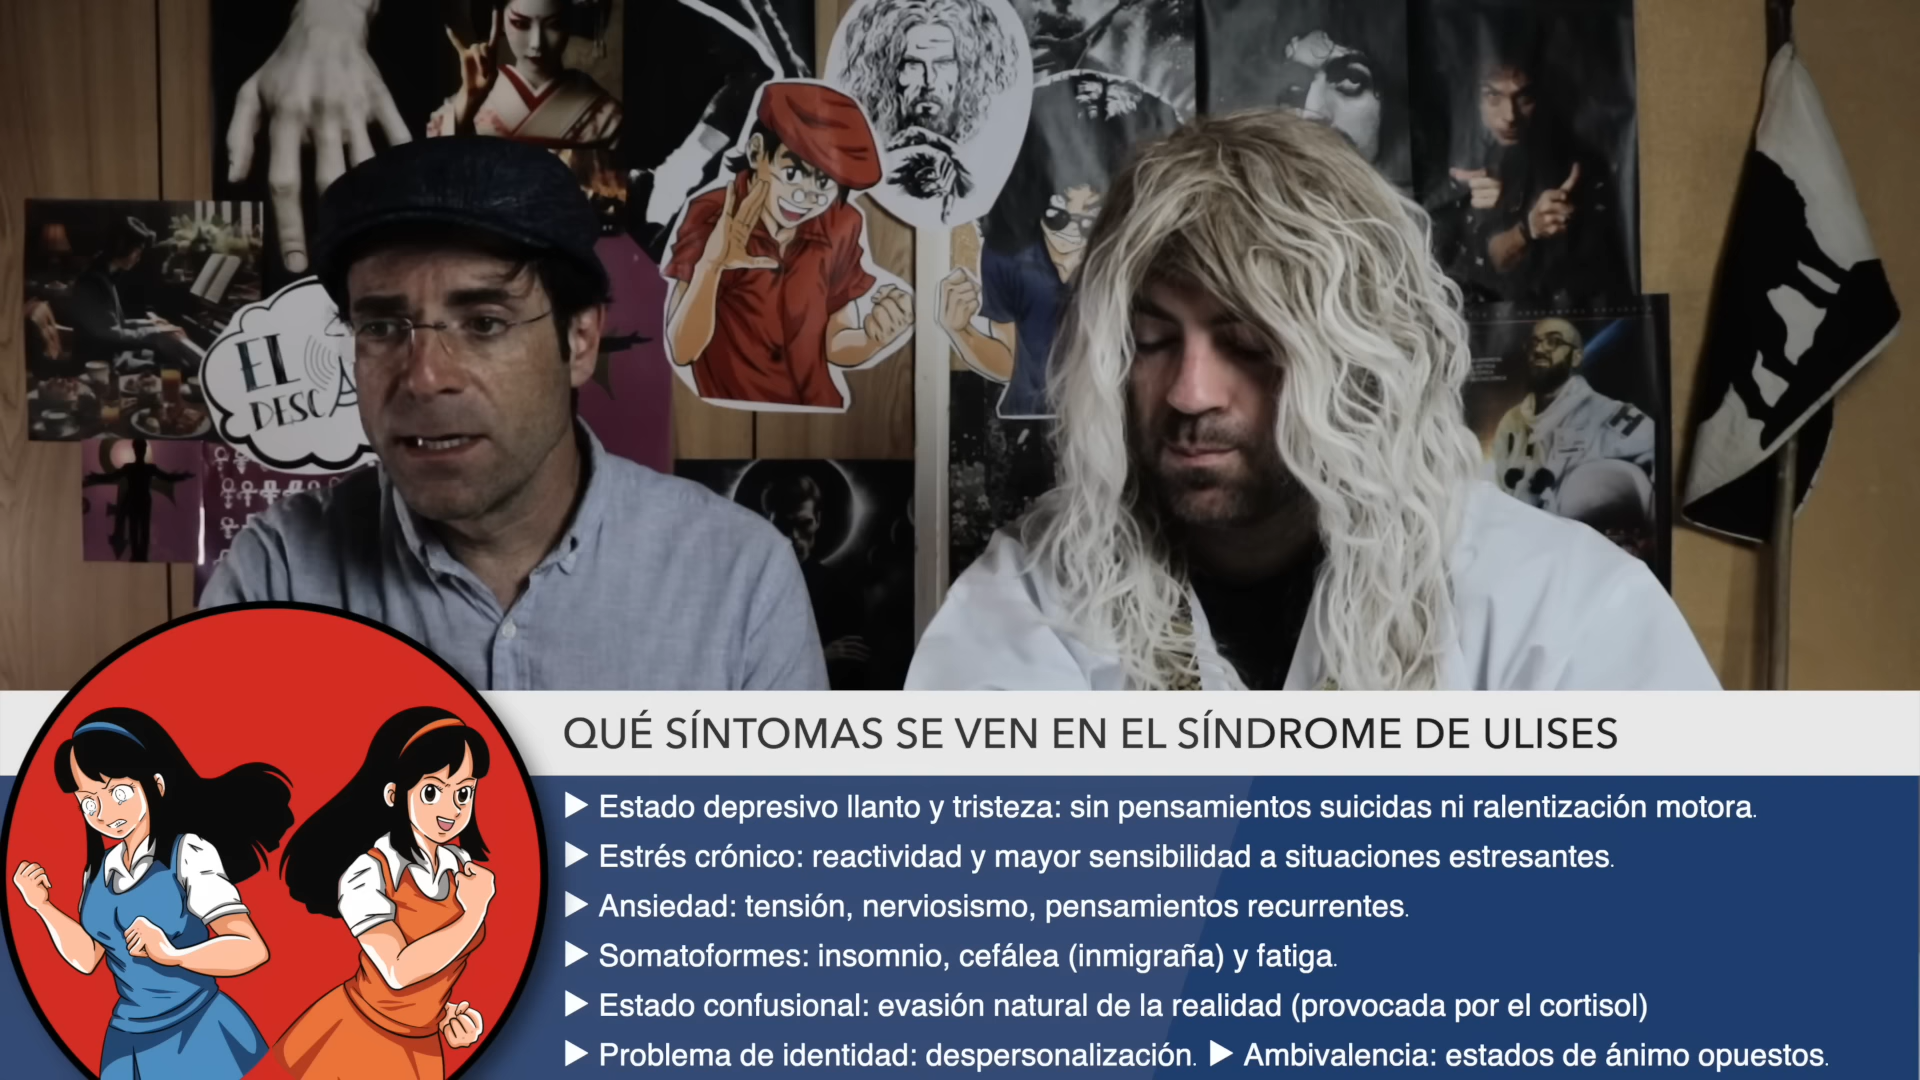 EL
DESCA
QUÉ SÍNTOMAS SE VEN EN EL SÍNDROME DE ULISES
▶ Estado depresivo llanto y tristeza: sin pensamientos suicidas ni ralentización motora.
▶ Estrés crónico: reactividad y mayor sensibilidad a situaciones estresantes.
▶ Ansiedad: tensión, nerviosismo, pensamientos recurrentes.
▶ Somatoformes: insomnio, cefálea (inmigraña) y fatiga.
▶ Estado confusional: evasión natural de la realidad (provocada por el cortisol)
▶ Problema de identidad: despersonalización. ▶ Ambivalencia: estados de ánimo opuestos.